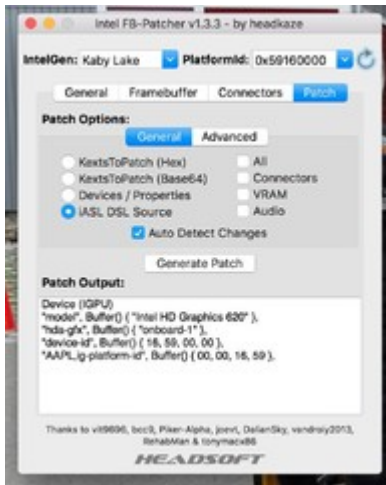 Intel FB-Patcher v1.3.3 - by headkaze
IntelGen: Kaby Lake PlatformId: 0x59160000
General Framebuffer Connectors Patch
Patch Options:
General Advanced
KextsToPatch (Hex) All
KextsToPatch (Base64) Connectors
Devices / Properties VRAM
iASL DSL Source Audio
Auto Detect Changes
Generate Patch
Patch Output:
Device (IGPU)
"model", Buffer() { "Intel HD Graphics 620" },
"hda-gfx", Buffer() { "onboard-1" },
"device-id", Buffer() { 16, 59, 00, 00 },
"AAPL,ig-platform-id", Buffer() { 00, 00, 16, 59 },
Thanks to vit9696, bcc9, Piker-Alpha, joevt, DalianSky, vandroiy2013,
RehabMan & tonymacx86
HEADSOFT